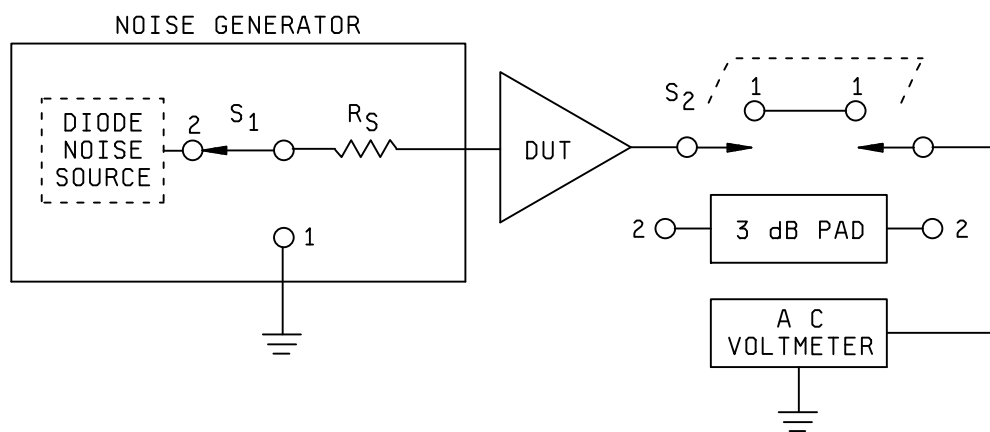 NOISE GENERATOR
DIODE
NOISE
SOURCE
2
S1
RS
1
DUT
S2
1 1
2 3 dB PAD 2
A C
VOLTMETER